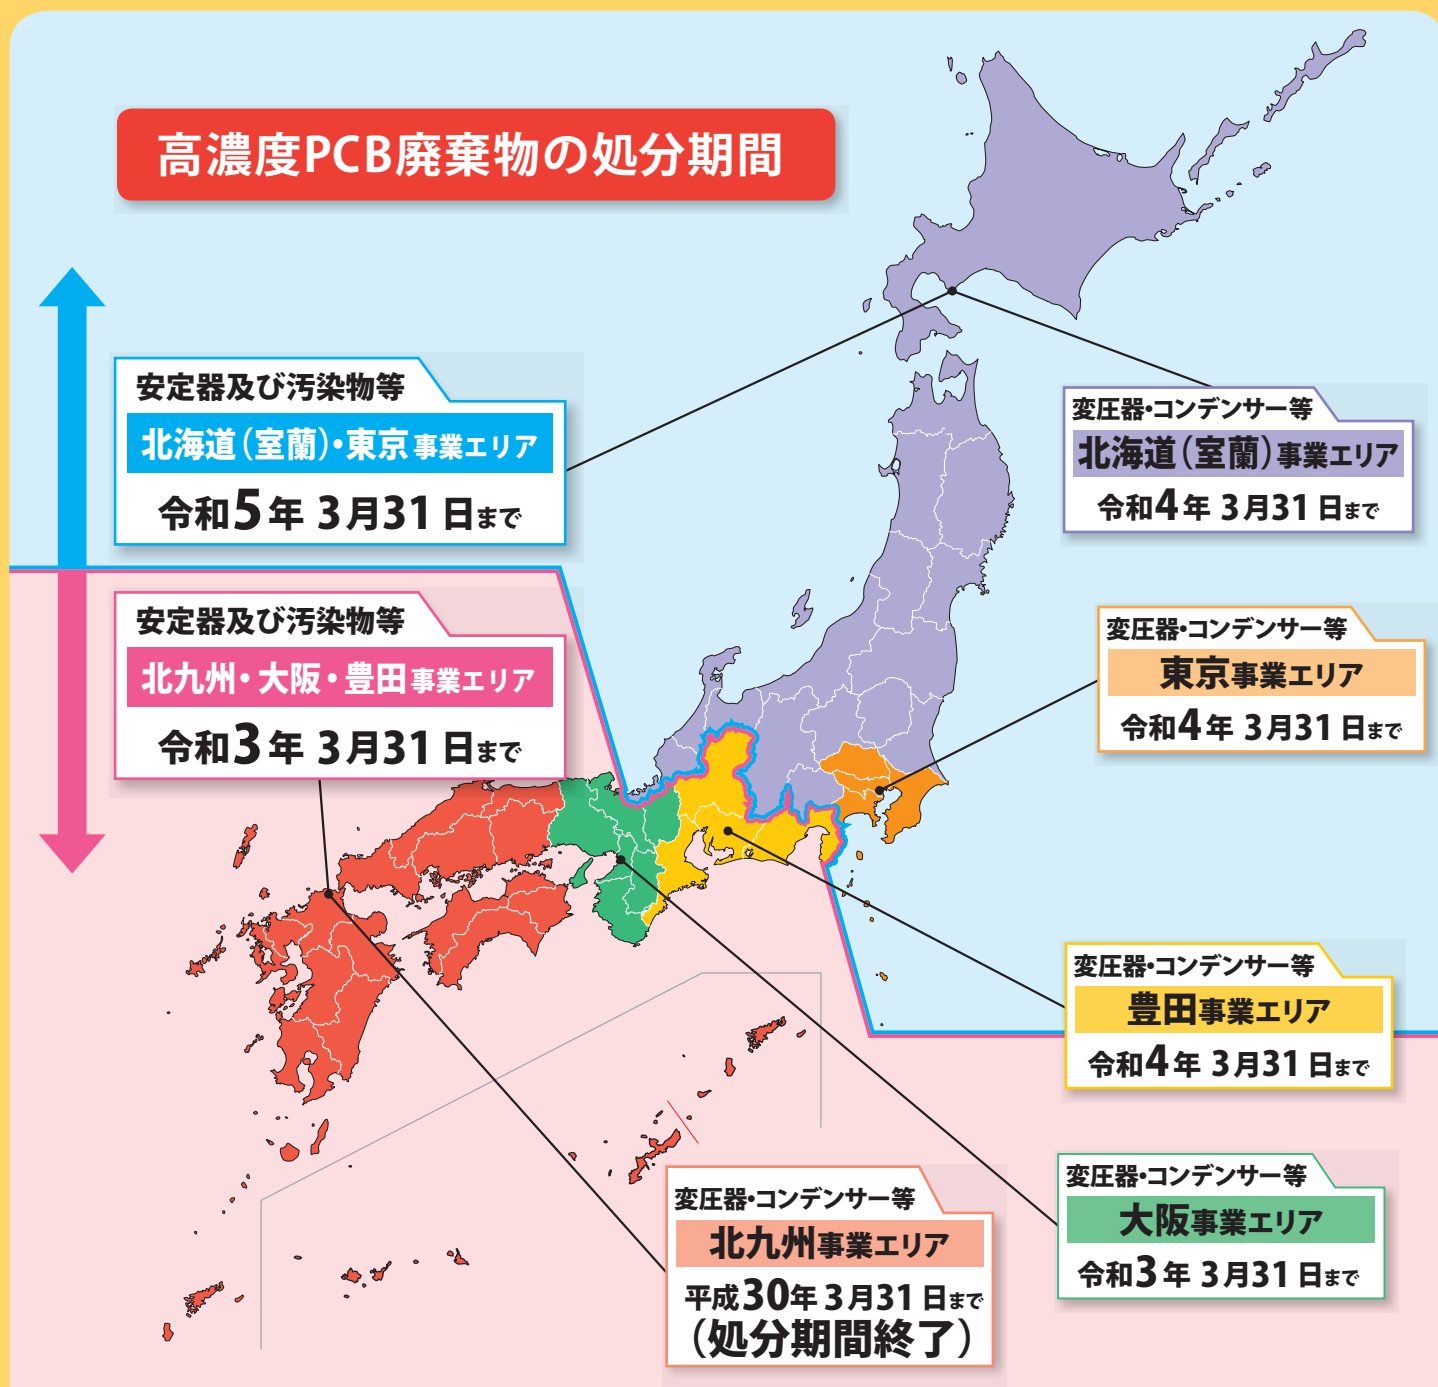 高濃度PCB廃棄物の処分期間
安定器及び汚染物等
北海道(室蘭)・東京事業エリア
令和5年 3月31日まで
変圧器・コンデンサー等
北海道(室蘭)事業エリア
令和4年 3月31日まで
安定器及び汚染物等
北九州・大阪・豊田事業エリア
令和3年 3月31日まで
変圧器・コンデンサー等
東京事業エリア
令和4年 3月31日まで
変圧器・コンデンサー等
豊田事業エリア
令和4年 3月31日まで
変圧器・コンデンサー等
大阪事業エリア
令和3年 3月31日まで
変圧器・コンデンサー等
北九州事業エリア
平成30年 3月31日まで
(処分期間終了)